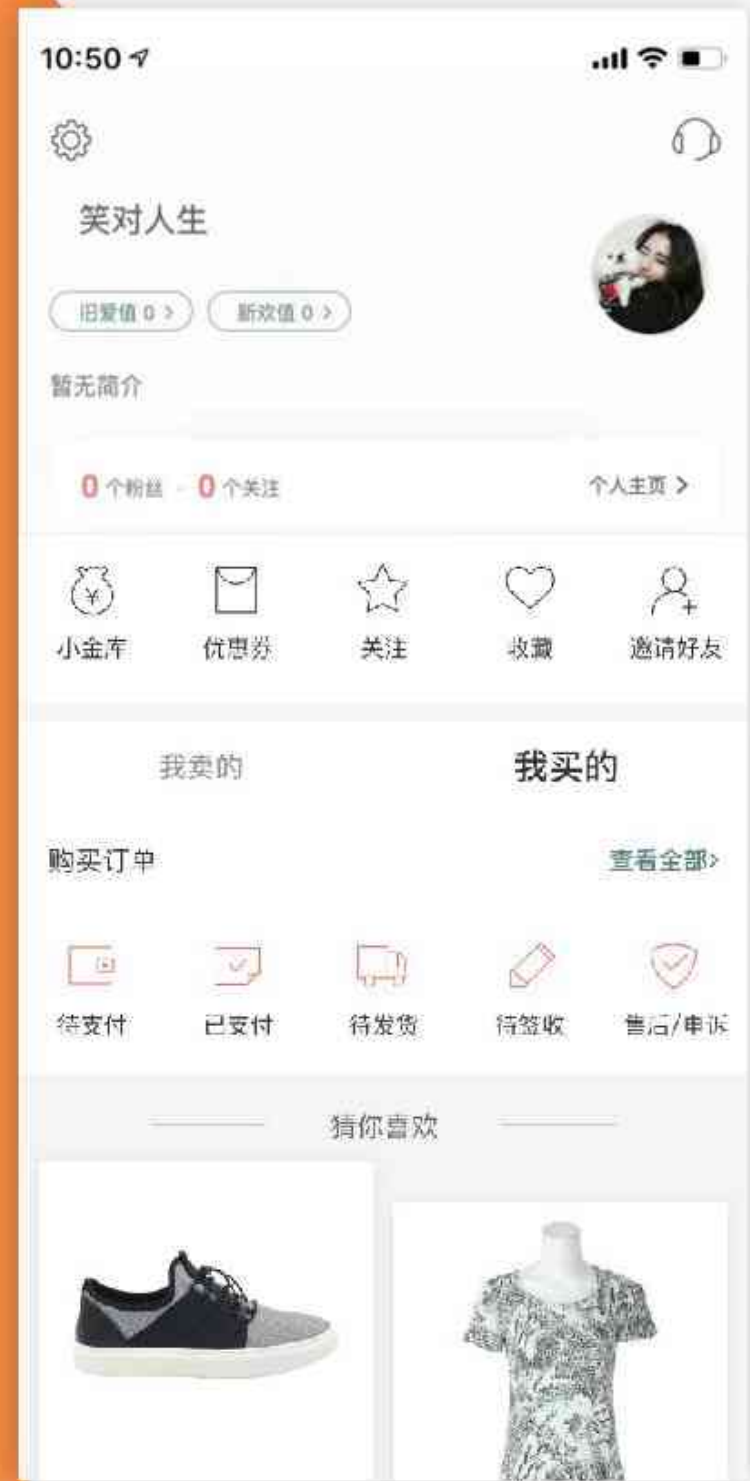 10:50
笑对人生
旧爱值 0 > 新欢值 0 >
暂无简介
0 个粉丝 - 0 个关注 个人主页 >
小金库 优惠券 关注 收藏 邀请好友
我卖的 我买的
购买订单 查看全部>
待支付 已支付 待发货 待签收 售后/申诉
猜你喜欢